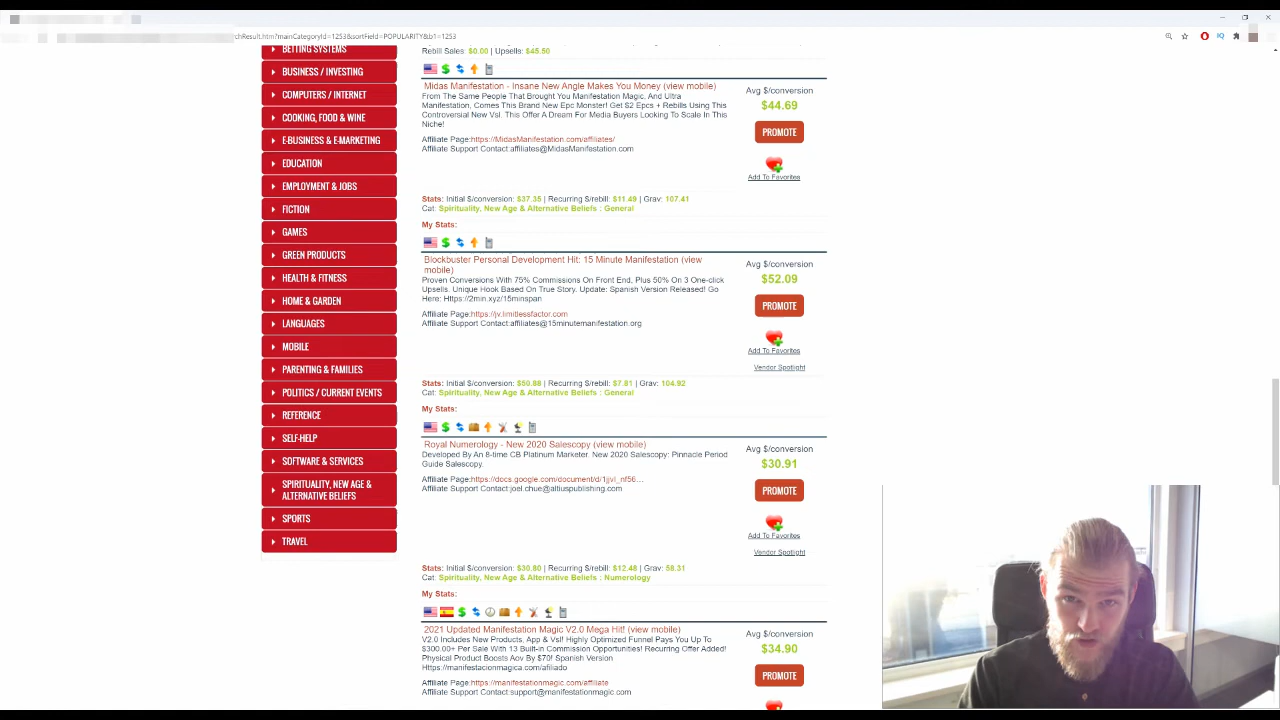 rchResult.htm?mainCategoryId=1253&sortField=POPULARITY&b1=1253
BETTING SYSTEMS
BUSINESS / INVESTING
COMPUTERS / INTERNET
COOKING, FOOD & WINE
E-BUSINESS & E-MARKETING
EDUCATION
EMPLOYMENT & JOBS
FICTION
GAMES
GREEN PRODUCTS
HEALTH & FITNESS
HOME & GARDEN
LANGUAGES
MOBILE
PARENTING & FAMILIES
POLITICS / CURRENT EVENTS
REFERENCE
SELF-HELP
SOFTWARE & SERVICES
SPIRITUALITY, NEW AGE &
ALTERNATIVE BELIEFS
SPORTS
TRAVEL
Rebill Sales: $0.00 | Upsells: $45.50
Midas Manifestation - Insane New Angle Makes You Money (view mobile)
From The Same People That Brought You Manifestation Magic, And Ultra
Manifestation, Comes This Brand New Epc Monster! Get $2 Epcs + Rebills Using This
Controversial New Vsl. This Offer A Dream For Media Buyers Looking To Scale In This
Niche!
Affiliate Page:https://MidasManifestation.com/affiliates/
Affiliate Support Contact:affiliates@MidasManifestation.com
Avg $/conversion
$44.69
PROMOTE
Add To Favorites
Stats: Initial $/conversion: $37.35 | Recurring $/rebill: $11.49 | Grav: 107.41
Cat: Spirituality, New Age & Alternative Beliefs : General
My Stats:
Blockbuster Personal Development Hit: 15 Minute Manifestation (view
mobile)
Proven Conversions With 75% Commissions On Front End, Plus 50% On 3 One-click
Upsells. Unique Hook Based On True Story. Update: Spanish Version Released! Go
Here: Https://2min.xyz/15minspan
Affiliate Page:https://jv.limitlessfactor.com
Affiliate Support Contact:affiliates@15minutemanifestation.org
Avg $/conversion
$52.09
PROMOTE
Add To Favorites
Vendor Spotlight
Stats: Initial $/conversion: $50.88 | Recurring $/rebill: $7.81 | Grav: 104.92
Cat: Spirituality, New Age & Alternative Beliefs : General
My Stats:
Royal Numerology - New 2020 Salescopy (view mobile)
Developed By An 8-time CB Platinum Marketer. New 2020 Salescopy: Pinnacle Period
Guide Salescopy.
Affiliate Page:https://docs.google.com/document/d/1jjvl_nf56...
Affiliate Support Contact:joel.chue@altiuspublishing.com
Avg $/conversion
$30.91
PROMOTE
Add To Favorites
Vendor Spotlight
Stats: Initial $/conversion: $30.80 | Recurring $/rebill: $12.48 | Grav: 58.31
Cat: Spirituality, New Age & Alternative Beliefs : Numerology
My Stats:
2021 Updated Manifestation Magic V2.0 Mega Hit! (view mobile)
V2.0 Includes New Products, App & Vsl! Highly Optimized Funnel Pays You Up To
$300.00+ Per Sale With 13 Built-in Commission Opportunities! Recurring Offer Added!
Physical Product Boosts Aov By $70! Spanish Version
Https://manifestacionmagica.com/afiliado
Affiliate Page:https://manifestationmagic.com/affiliate
Affiliate Support Contact:support@manifestationmagic.com
Avg $/conversion
$34.90
PROMOTE